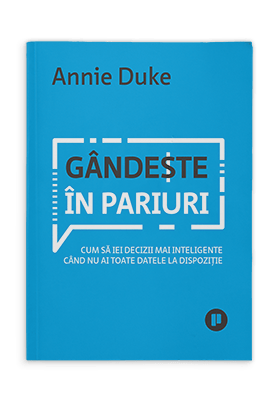 Annie Duke
GÂNDEȘTE
ÎN PARIURI
CUM SĂ IEI DECIZII MAI INTELIGENTE
CÂND NU AI TOATE DATELE LA DISPOZIȚIE